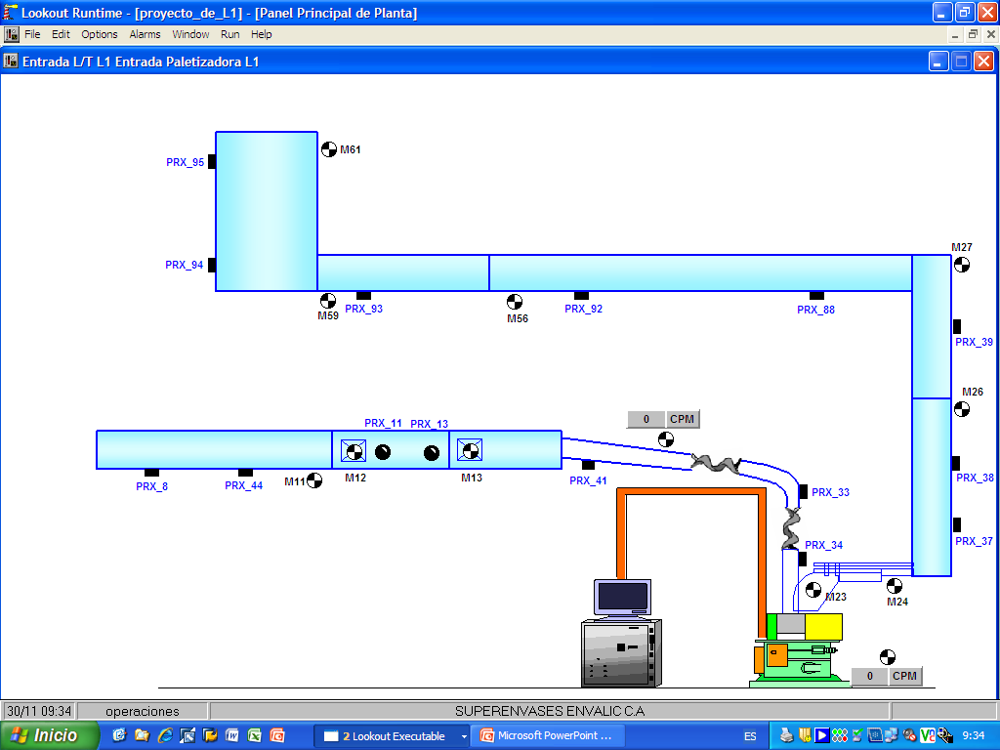 Lookout Runtime - [proyecto_de_L1] - [Panel Principal de Planta]
File Edit Options Alarms Window Run Help
Entrada L/T L1 Entrada Paletizadora L1
PRX_95
M61
PRX_94
M27
M59
PRX_93
M56
PRX_92
PRX_88
PRX_39
M26
0 CPM
PRX_11
PRX_13
PRX_8
PRX_44
M11
M12
M13
PRX_41
PRX_33
PRX_38
PRX_34
PRX_37
M23
M24
0 CPM
30/11 09:34 operaciones SUPERENVASES ENVALIC C.A
Inicio 2 Lookout Executable Microsoft PowerPoint ... ES 9:34